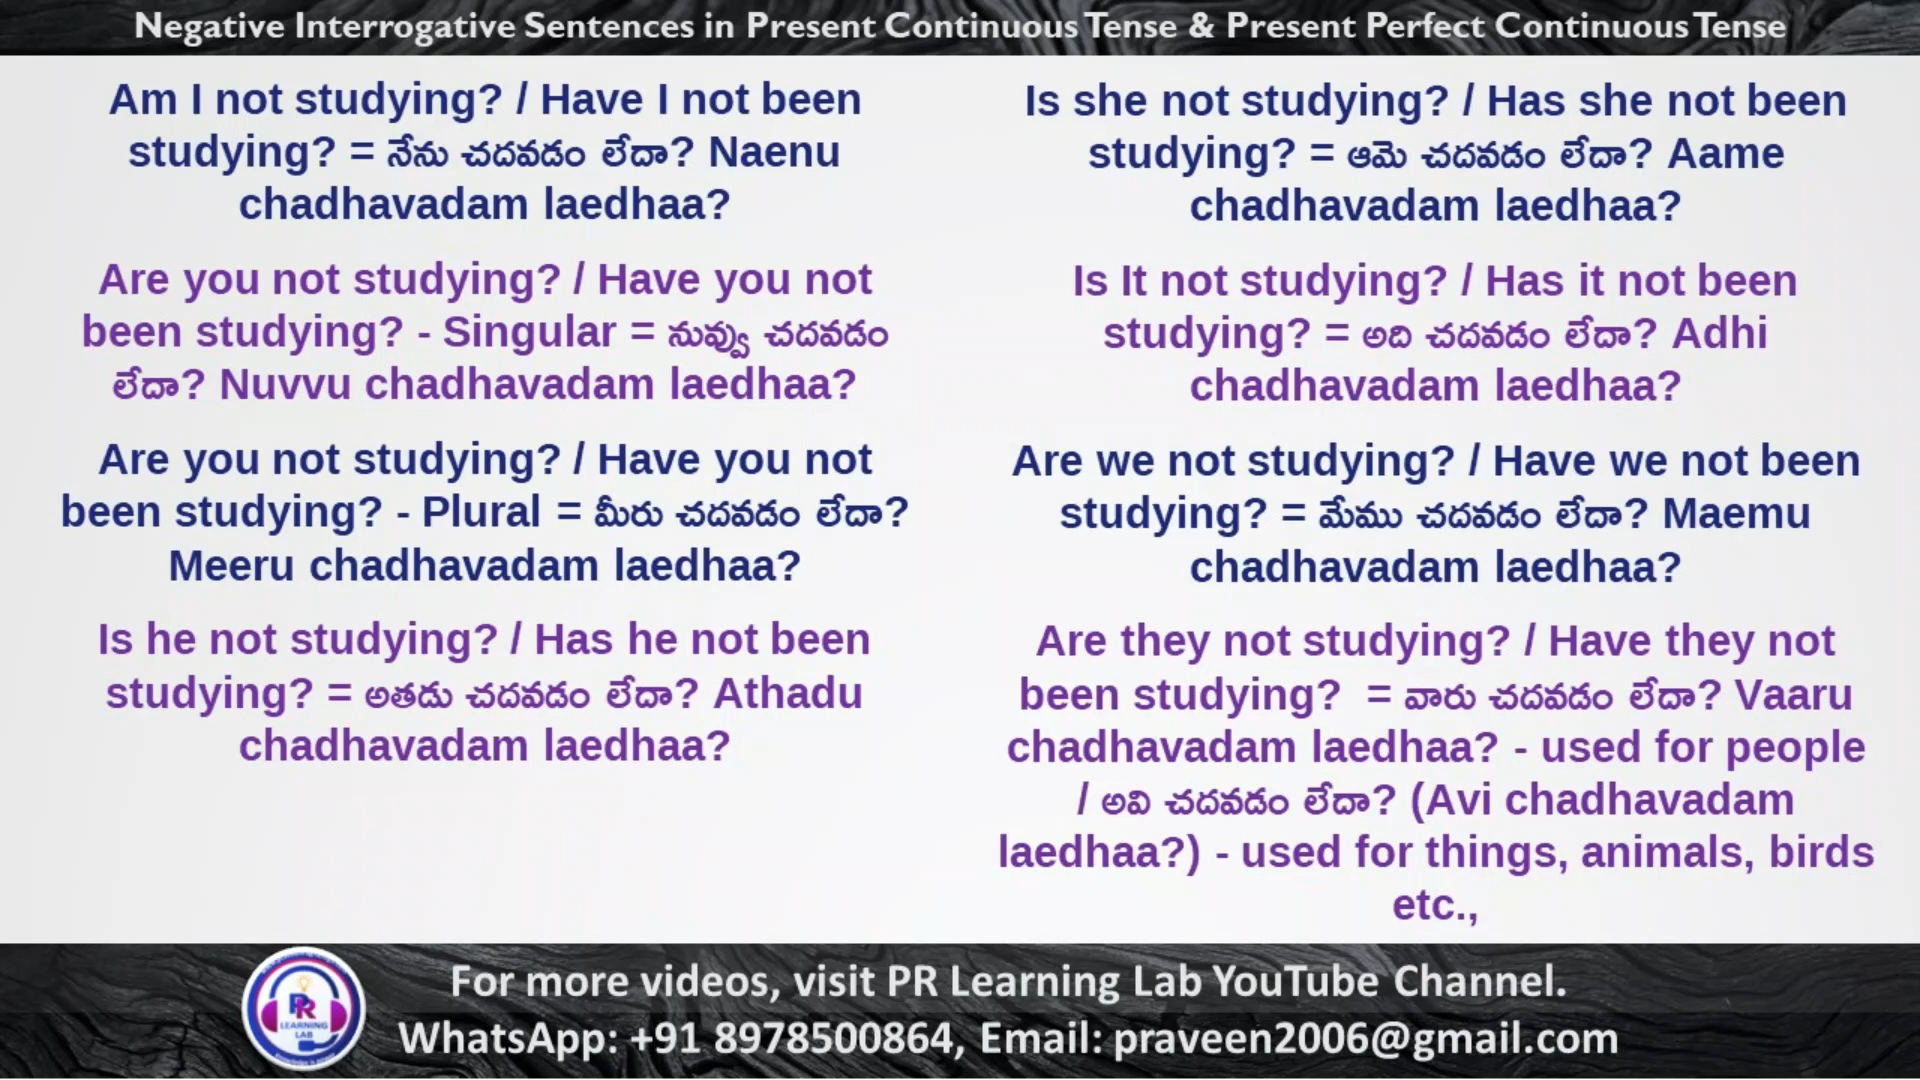 Negative Interrogative Sentences in Present Continuous Tense & Present Perfect Continuous Tense
Am I not studying? / Have I not been
studying? = నేను చదవడం లేదా? Naenu
chadhavadam laedhaa?
Are you not studying? / Have you not
been studying? - Singular = నువ్వు చదవడం
లేదా? Nuvvu chadhavadam laedhaa?
Are you not studying? / Have you not
been studying? - Plural = మీరు చదవడం లేదా?
Meeru chadhavadam laedhaa?
Is he not studying? / Has he not been
studying? = అతడు చదవడం లేదా? Athadu
chadhavadam laedhaa?
Is she not studying? / Has she not been
studying? = ఆమె చదవడం లేదా? Aame
chadhavadam laedhaa?
Is It not studying? / Has it not been
studying? = అది చదవడం లేదా? Adhi
chadhavadam laedhaa?
Are we not studying? / Have we not been
studying? = మేము చదవడం లేదా? Maemu
chadhavadam laedhaa?
Are they not studying? / Have they not
been studying? = వారు చదవడం లేదా? Vaaru
chadhavadam laedhaa? - used for people
/ అవి చదవడం లేదా? (Avi chadhavadam
laedhaa?) - used for things, animals, birds
etc.,
PR
LEARNING
LAB
For more videos, visit PR Learning Lab YouTube Channel.
WhatsApp: +91 8978500864, Email: praveen2006@gmail.com